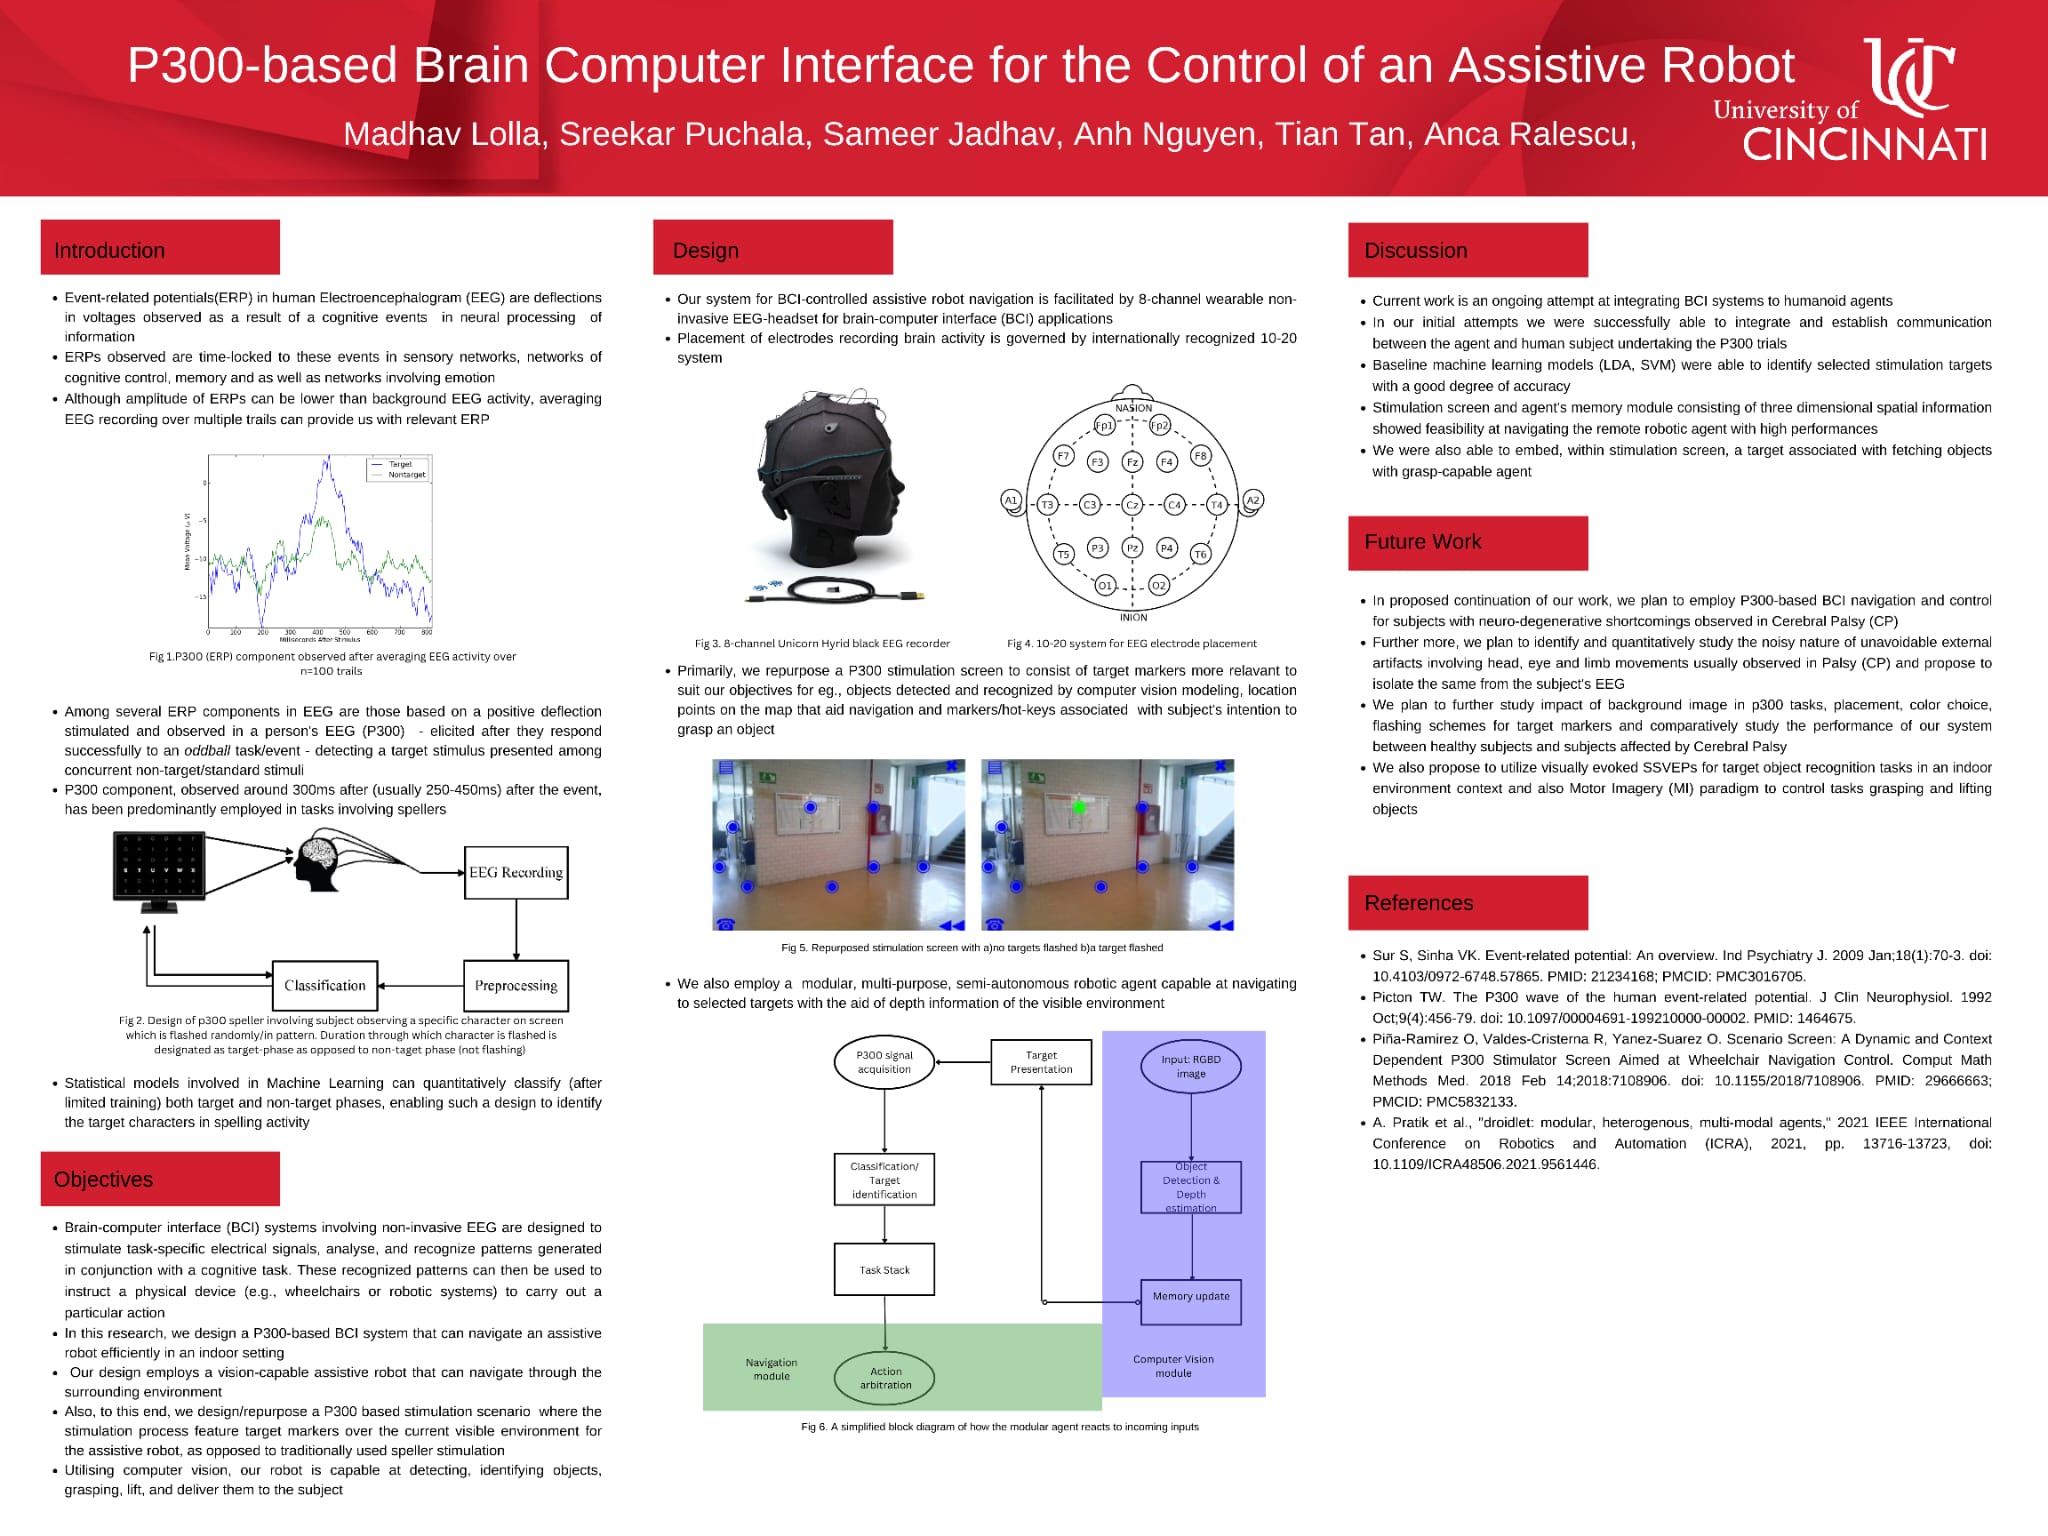 P300-based Brain Computer Interface for the Control of an Assistive Robot
Madhav Lolla, Sreekar Puchala, Sameer Jadhav, Anh Nguyen, Tian Tan, Anca Ralescu,
UC
University of
CINCINNATI
Introduction
• Event-related potentials(ERP) in human Electroencephalogram (EEG) are deflections
in voltages observed as a result of a cognitive events in neural processing of
information
• ERPs observed are time-locked to these events in sensory networks, networks of
cognitive control, memory and as well as networks involving emotion
• Although amplitude of ERPs can be lower than background EEG activity, averaging
EEG recording over multiple trails can provide us with relevant ERP
Target
Nontarget
Mean Voltage (μ V)
0
−5
−10
−15
0 100 200 300 400 500 600 700 800
Milliseconds After Stimulus
Fig 1.P300 (ERP) component observed after averaging EEG activity over
n=100 trails
• Among several ERP components in EEG are those based on a positive deflection
stimulated and observed in a person's EEG (P300) - elicited after they respond
successfully to an oddball task/event - detecting a target stimulus presented among
concurrent non-target/standard stimuli
• P300 component, observed around 300ms after (usually 250-450ms) after the event,
has been predominantly employed in tasks involving spellers
EEG Recording
Classification
Preprocessing
Fig 2. Design of p300 speller involving subject observing a specific character on screen
which is flashed randomly/in pattern. Duration through which character is flashed is
designated as target-phase as opposed to non-taget phase (not flashing)
• Statistical models involved in Machine Learning can quantitatively classify (after
limited training) both target and non-target phases, enabling such a design to identify
the target characters in spelling activity
Objectives
• Brain-computer interface (BCI) systems involving non-invasive EEG are designed to
stimulate task-specific electrical signals, analyse, and recognize patterns generated
in conjunction with a cognitive task. These recognized patterns can then be used to
instruct a physical device (e.g., wheelchairs or robotic systems) to carry out a
particular action
• In this research, we design a P300-based BCI system that can navigate an assistive
robot efficiently in an indoor setting
• Our design employs a vision-capable assistive robot that can navigate through the
surrounding environment
• Also, to this end, we design/repurpose a P300 based stimulation scenario where the
stimulation process feature target markers over the current visible environment for
the assistive robot, as opposed to traditionally used speller stimulation
• Utilising computer vision, our robot is capable at detecting, identifying objects,
grasping, lift, and deliver them to the subject
Design
• Our system for BCI-controlled assistive robot navigation is facilitated by 8-channel wearable non-
invasive EEG-headset for brain-computer interface (BCI) applications
• Placement of electrodes recording brain activity is governed by internationally recognized 10-20
system
NASION
Fp1 Fp2
F7 F3 Fz F4 F8
A1 T3 C3 Cz C4 T4 A2
T5 P3 Pz P4 T6
O1 O2
INION
Fig 3. 8-channel Unicorn Hyrid black EEG recorder
Fig 4. 10-20 system for EEG electrode placement
• Primarily, we repurpose a P300 stimulation screen to consist of target markers more relevant to
suit our objectives for eg., objects detected and recognized by computer vision modeling, location
points on the map that aid navigation and markers/hot-keys associated with subject's intention to
grasp an object
Fig 5. Repurposed stimulation screen with a)no targets flashed b)a target flashed
• We also employ a modular, multi-purpose, semi-autonomous robotic agent capable at navigating
to selected targets with the aid of depth information of the visible environment
P300 signal
acquisition
Target
Presentation
Input: RGBD
image
Classification/
Target
identification
Object
Detection &
Depth
estimation
Task Stack
Memory update
Navigation
module
Action
arbitration
Computer Vision
module
Fig 6. A simplified block diagram of how the modular agent reacts to incoming inputs
Discussion
• Current work is an ongoing attempt at integrating BCI systems to humanoid agents
• In our initial attempts we were successfully able to integrate and establish communication
between the agent and human subject undertaking the P300 trials
• Baseline machine learning models (LDA, SVM) were able to identify selected stimulation targets
with a good degree of accuracy
• Stimulation screen and agent's memory module consisting of three dimensional spatial information
showed feasibility at navigating the remote robotic agent with high performances
• We were also able to embed, within stimulation screen, a target associated with fetching objects
with grasp-capable agent
Future Work
• In proposed continuation of our work, we plan to employ P300-based BCI navigation and control
for subjects with neuro-degenerative shortcomings observed in Cerebral Palsy (CP)
• Further more, we plan to identify and quantitatively study the nature of unavoidable external
artifacts involving head, eye and limb movements usually observed in Palsy (CP) and propose to
isolate the same from the subject's EEG
• We plan to further study impact of background image in p300 tasks, placement, color choice,
flashing schemes for target markers and comparatively study the performance of our system
between healthy subjects and subjects affected by Cerebral Palsy
• We also propose to utilize visually evoked SSVEPs for target object recognition tasks in an indoor
environment context and also Motor Imagery (MI) paradigm to control tasks grasping and lifting
objects
References
• Sur S, Sinha VK. Event-related potential: An overview. Ind Psychiatry J. 2009 Jan;18(1):70-3. doi:
10.4103/0972-6748.57865. PMID: 21234168; PMCID: PMC3016705.
• Picton TW. The P300 wave of the human event-related potential. J Clin Neurophysiol. 1992
Oct;9(4):456-79. doi: 10.1097/00004691-199210000-00002. PMID: 1464675.
• Piña-Ramirez O, Valdes-Cristerna R, Yanez-Suarez O. Scenario Screen: A Dynamic and Context
Dependent P300 Stimulator Screen Aimed at Wheelchair Navigation Control. Comput Math
Methods Med. 2018 Feb 14;2018:7108906. doi: 10.1155/2018/7108906. PMID: 29666663;
PMCID: PMC5832133.
• A. Pratik et al., "droidlet: modular, heterogenous, multi-modal agents," 2021 IEEE International
Conference on Robotics and Automation (ICRA), 2021, pp. 13716-13723, doi:
10.1109/ICRA48506.2021.9561446.